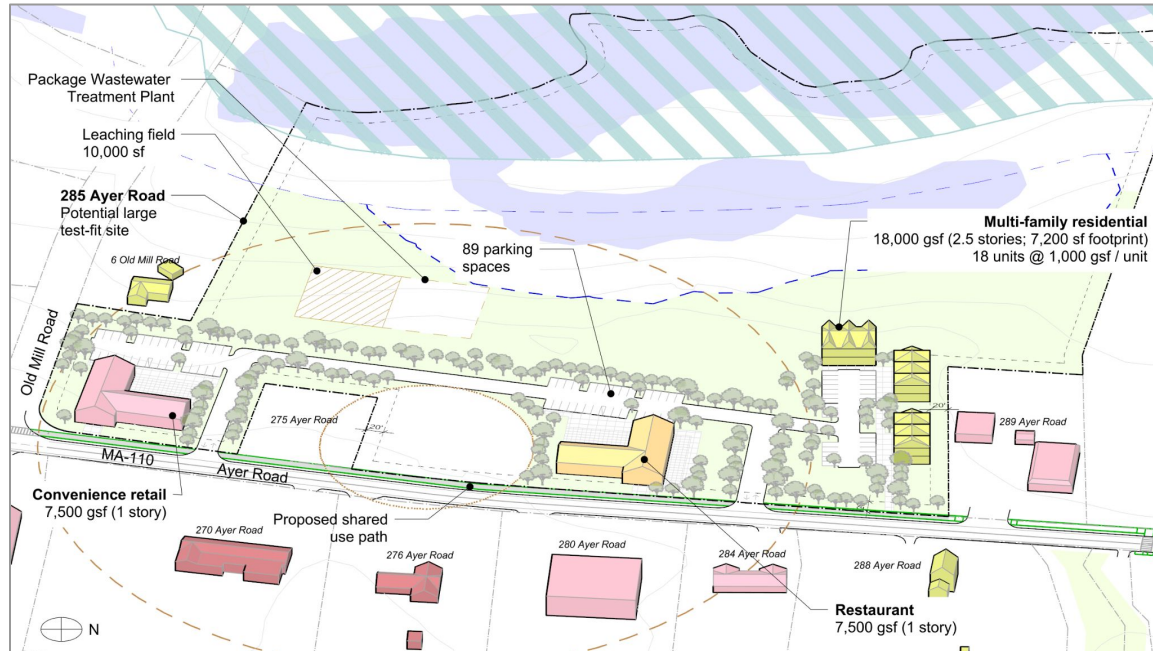 Package Wastewater
Treatment Plant
Leaching field
10,000 sf
285 Ayer Road
Potential large
test-fit site
6 Old Mill Road
89 parking
spaces
Multi-family residential
18,000 gsf (2.5 stories; 7,200 sf footprint)
18 units @ 1,000 gsf / unit
Old Mill Road
275 Ayer Road
20'
20'
289 Ayer Road
MA-110
Ayer Road
Convenience retail
7,500 gsf (1 story)
Proposed shared
use path
270 Ayer Road
276 Ayer Road
280 Ayer Road
284 Ayer Road
288 Ayer Road
Restaurant
7,500 gsf (1 story)
N